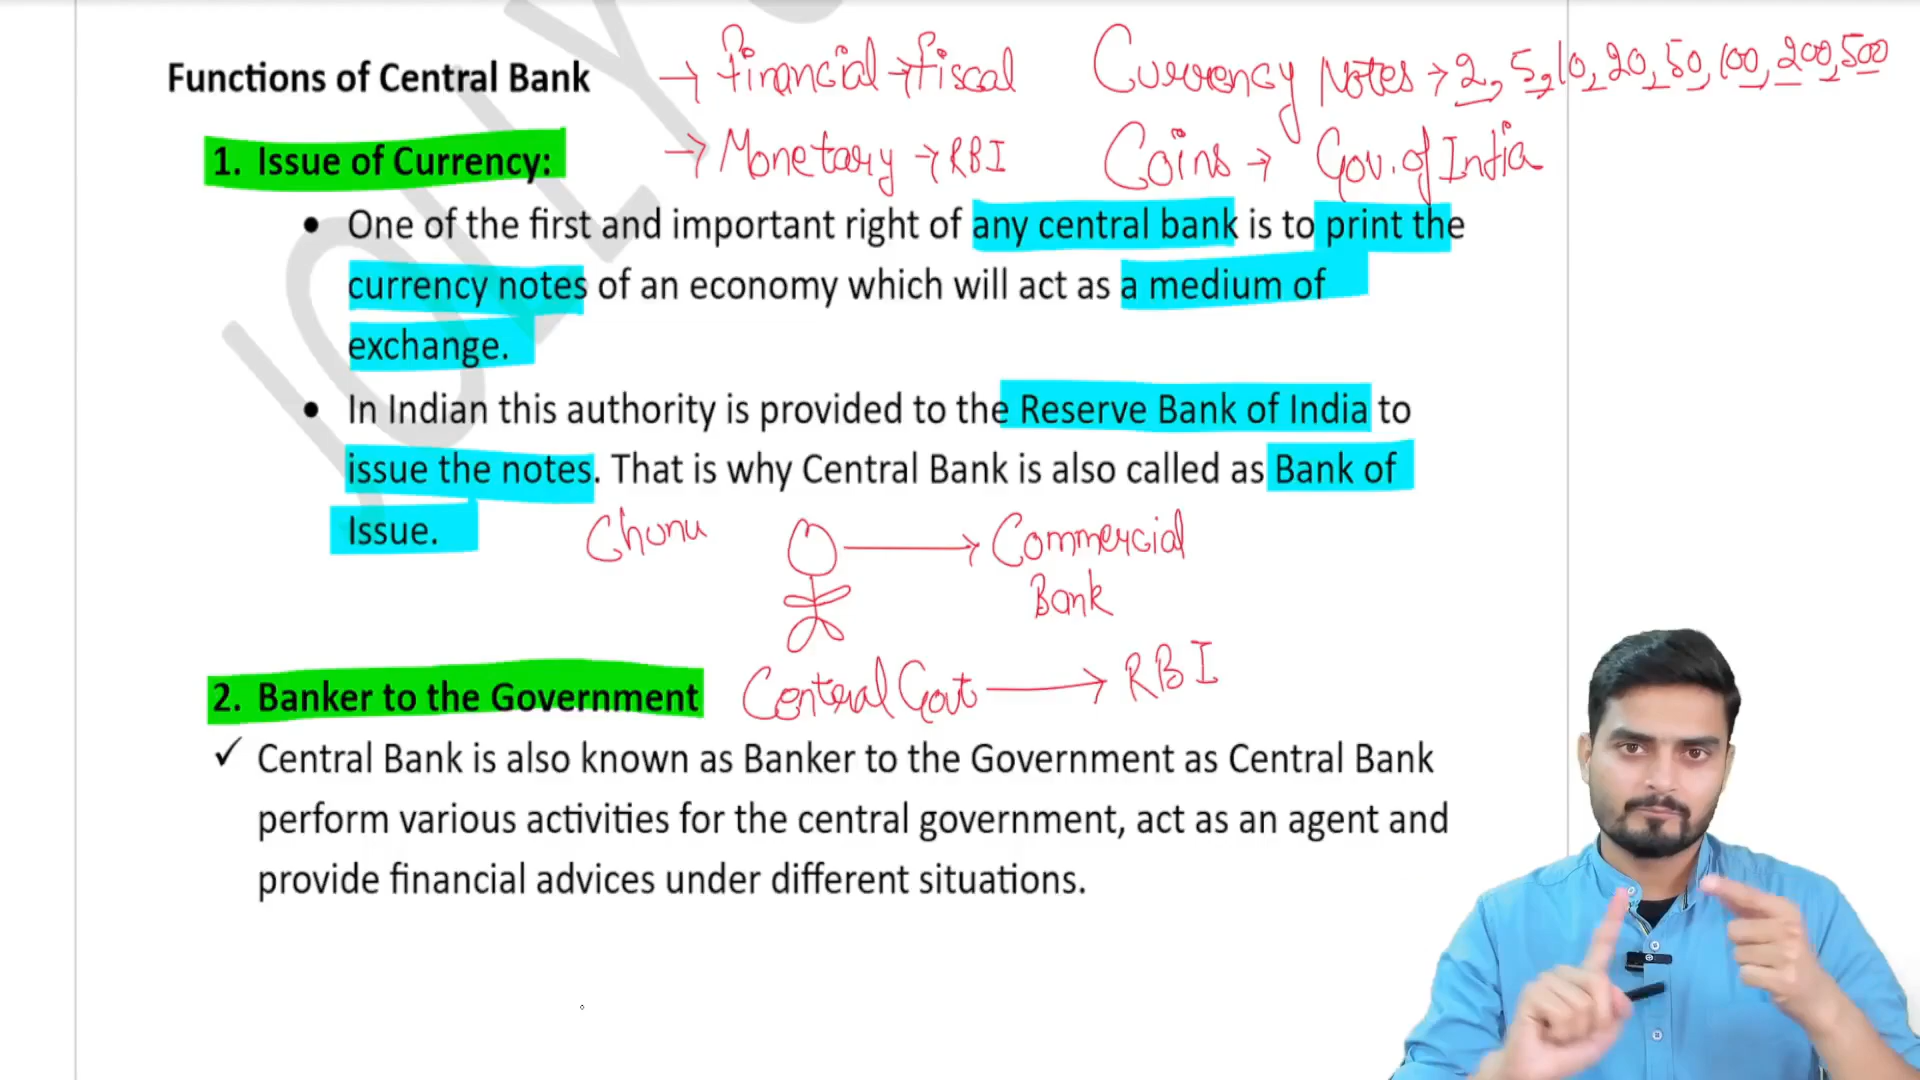 Functions of Central Bank → Financial → Fiscal Currency Notes → 2, 5, 10, 20, 50, 100, 200, 500
1. Issue of Currency: → Monetary → RBI Coins → Gov. of India
• One of the first and important right of any central bank is to print the
currency notes of an economy which will act as a medium of
exchange.
• In Indian this authority is provided to the Reserve Bank of India to
issue the notes. That is why Central Bank is also called as Bank of
Issue. Chunu → Commercial
Bank
2. Banker to the Government Central Govt → RBI
✓ Central Bank is also known as Banker to the Government as Central Bank
perform various activities for the central government, act as an agent and
provide financial advices under different situations.